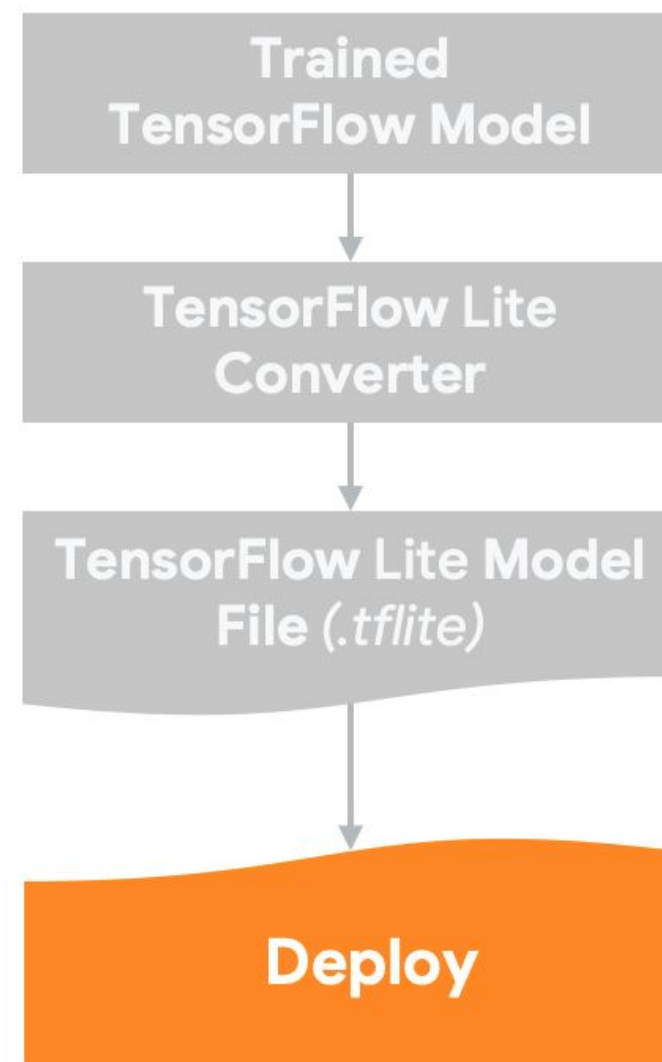 Trained
TensorFlow Model
TensorFlow Lite
Converter
TensorFlow Lite Model
File (.tflite)
Deploy